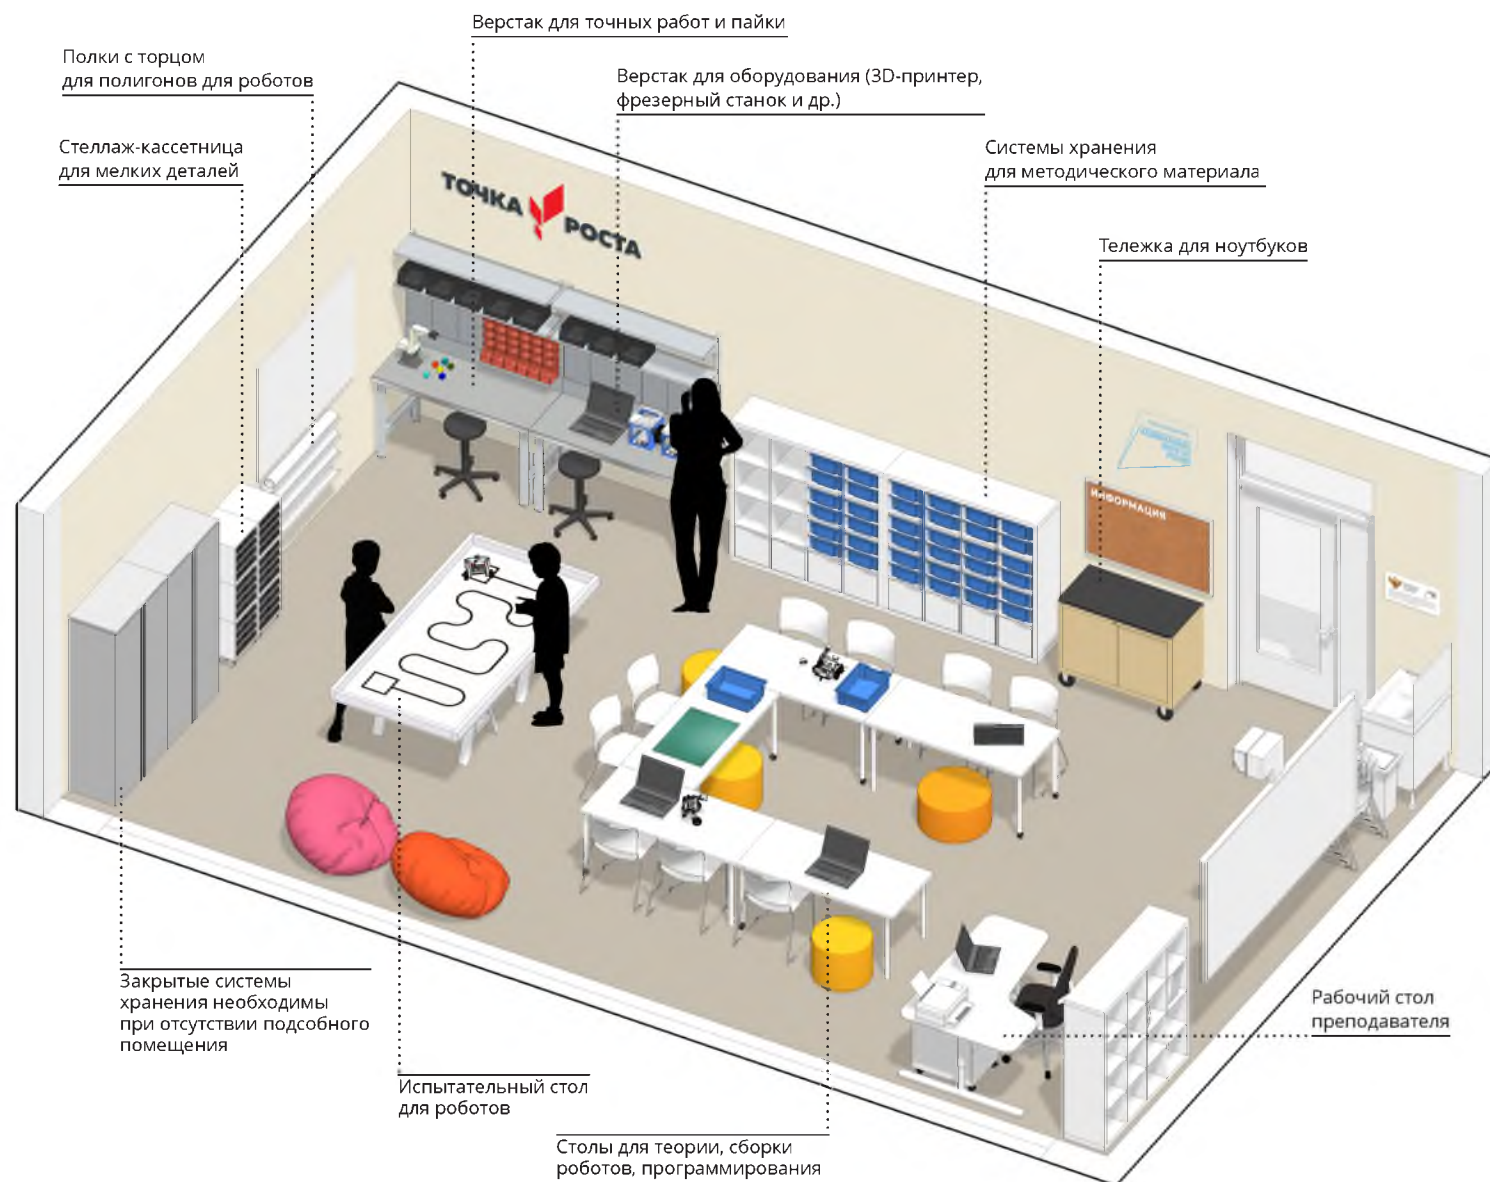 Верстак для точных работ и пайки
Полки с торцом
для полигонов для роботов
Верстак для оборудования (3D-принтер,
фрезерный станок и др.)
Стеллаж-кассетница
для мелких деталей
Системы хранения
для методического материала
Тележка для ноутбуков
ТОЧКА
РОСТА
ИНФОРМАЦИЯ
Закрытые системы
хранения необходимы
при отсутствии подсобного
помещения
Рабочий стол
преподавателя
Испытательный стол
для роботов
Столы для теории, сборки
роботов, программирования